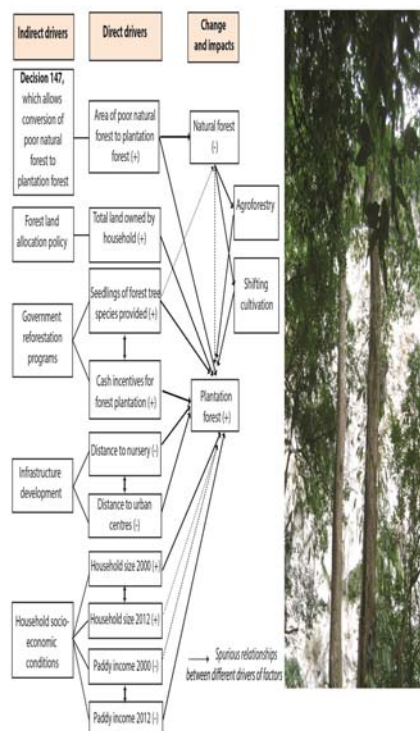 Indirect drivers
Direct drivers
Change
and impacts
Decision 147,
which allows
conversion of
poor natural
forest to
plantation forest
Area of poor natural
forest to plantation
forest (+)
Natural forest
(-)
Agroforestry
Forest land
allocation policy
Total land owned by
household (+)
Shifting
cultivation
Government
reforestation
programs
Seedlings of forest tree
species provided (+)
Cash incentives for
forest plantation (+)
Plantation
forest (+)
Infrastructure
development
Distance to nursery (-)
Distance to urban
centres (-)
Household socio-
economic
conditions
Household size 2000 (+)
Household size 2012 (+)
Paddy income 2000 (-)
Paddy income 2012 (-)
Spurious relationships
between different drivers of factors